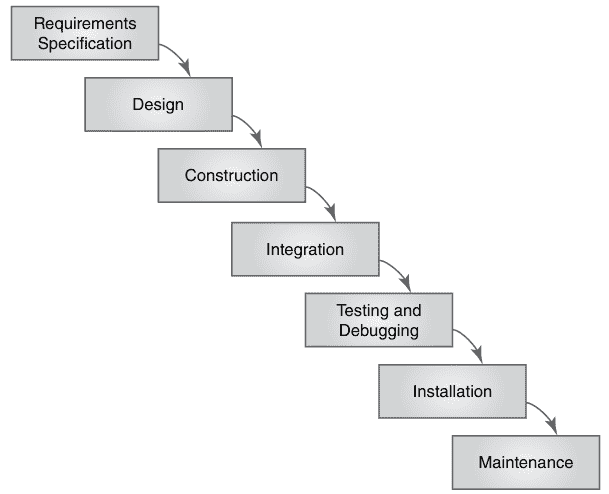 Requirements
Specification
Design
Construction
Integration
Testing and
Debugging
Installation
Maintenance